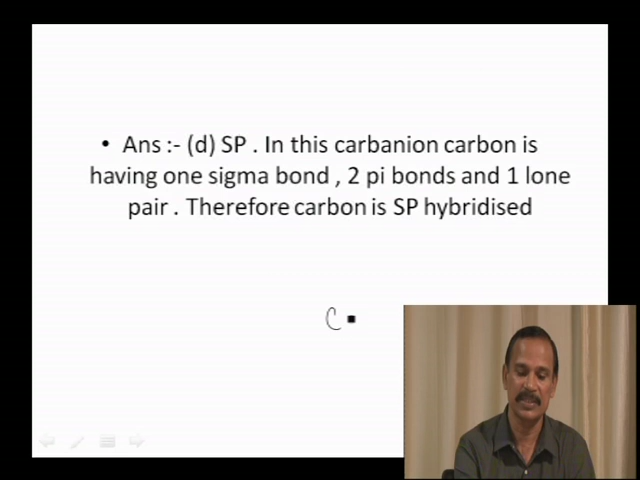 • Ans :- (d) SP . In this carbanion carbon is
having one sigma bond , 2 pi bonds and 1 lone
pair . Therefore carbon is SP hybridised
C